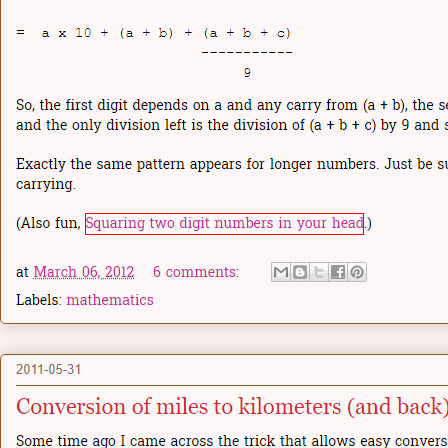 = a x 10 + (a + b) + (a + b + c)
-----------
9
So, the first digit depends on a and any carry from (a + b), the
and the only division left is the division of (a + b + c) by 9 and
Exactly the same pattern appears for longer numbers. Just be
carrying.
(Also fun, Squaring two digit numbers in your head.)
at March 06, 2012 6 comments:
Labels: mathematics
2011-05-31
Conversion of miles to kilometers (and back)
Some time ago I came across the trick that allows easy